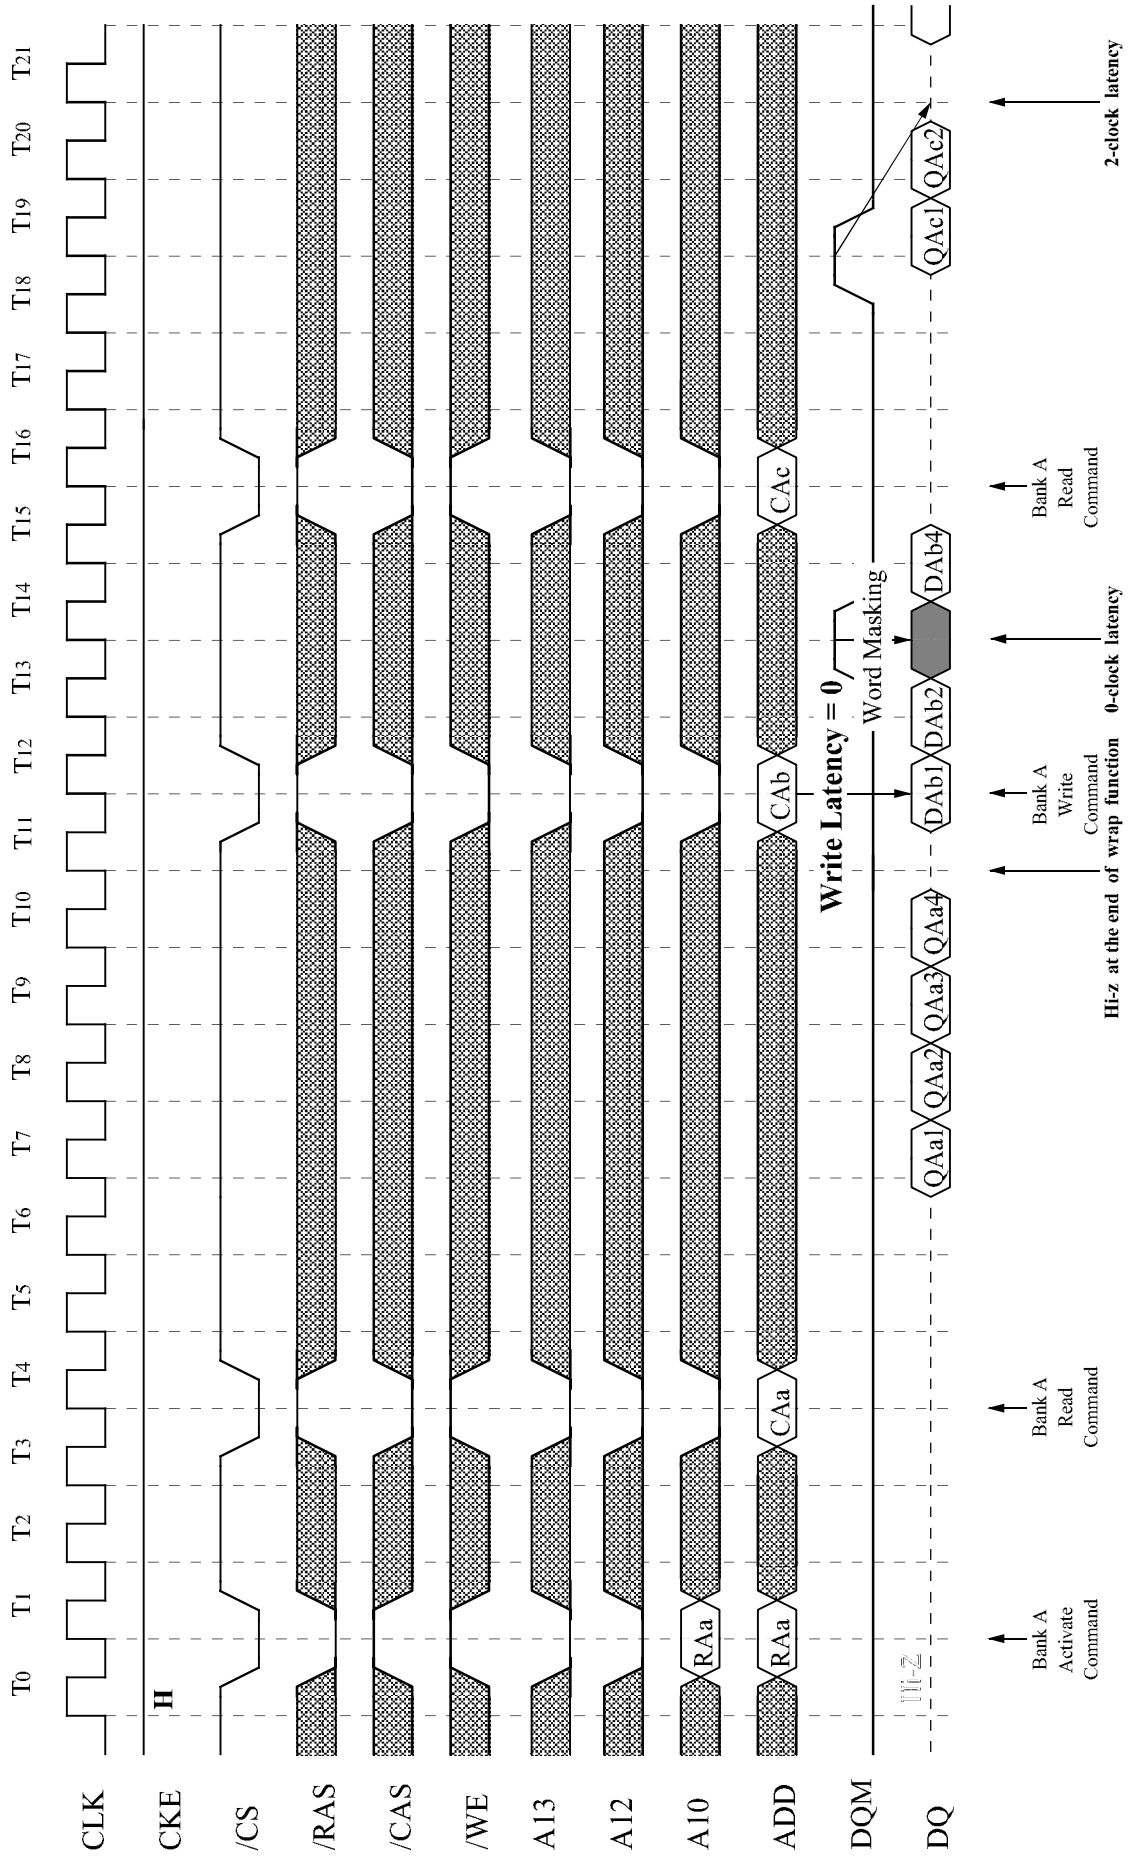 T0 T1 T2 T3 T4 T5 T6 T7 T8 T9 T10 T11 T12 T13 T14 T15 T16 T17 T18 T19 T20 T21
CLK
CKE
H
/CS
/RAS
/CAS
/WE
A13
A12
A10
RAa
ADD
RAa CAa CAb CAc
Write Latency = 0
DQM
Word Masking
Hi-Z
DQ
QAa1 QAa2 QAa3 QAa4 DAb1 DAb2 DAb4 QAc1 QAc2
Bank A
Activate
Command
Bank A
Read
Command
Bank A
Write
Command
Bank A
Read
Command
Hi-z at the end of wrap function
0-clock latency
2-clock latency